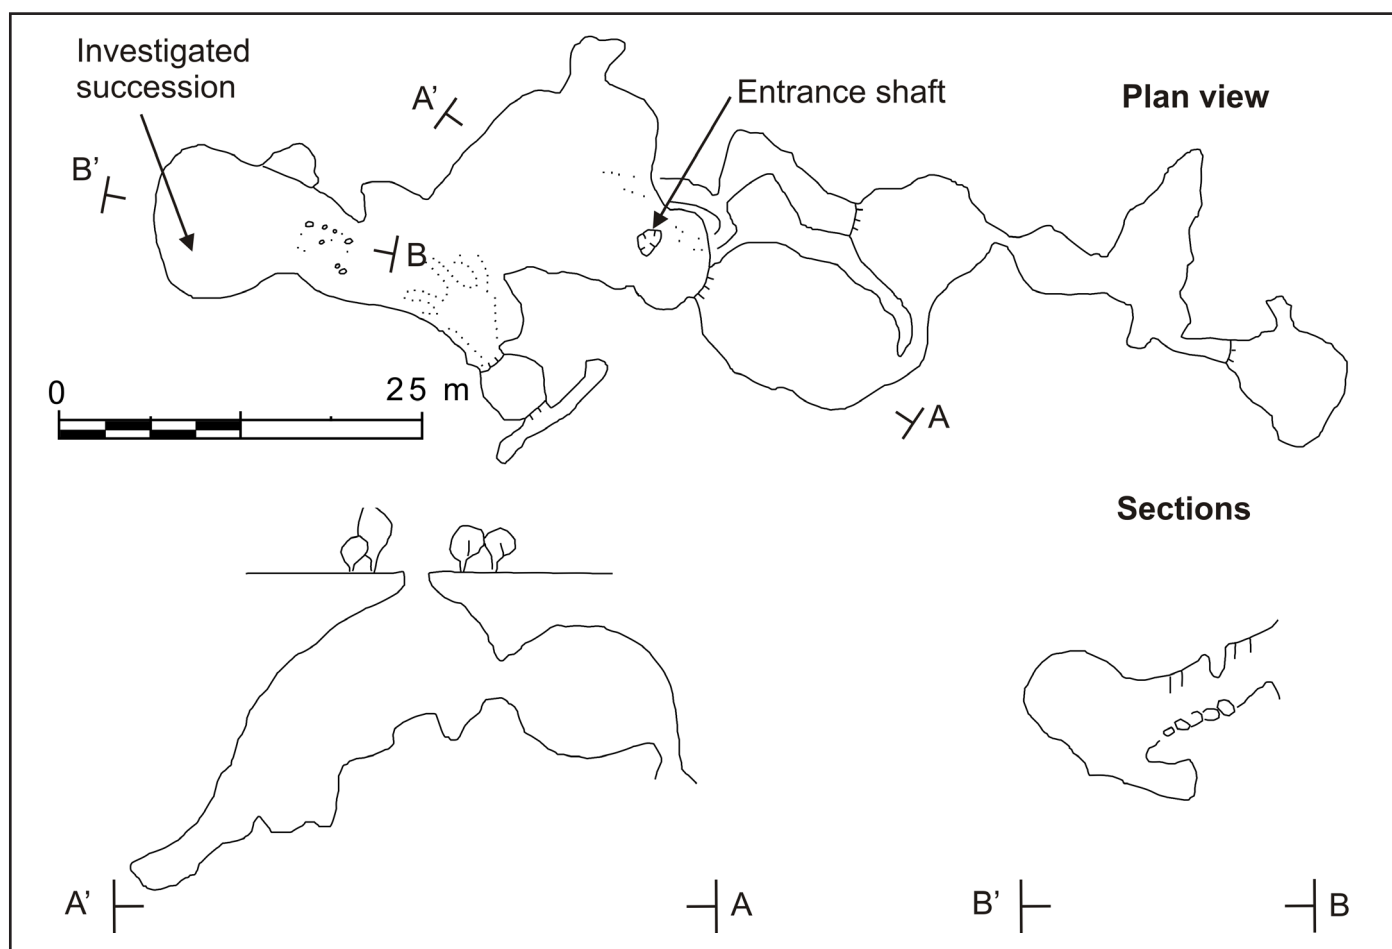 Investigated
succession
A’
Entrance shaft
Plan view
B’
B
0
25 m
A
Sections
A’
A
B’
B